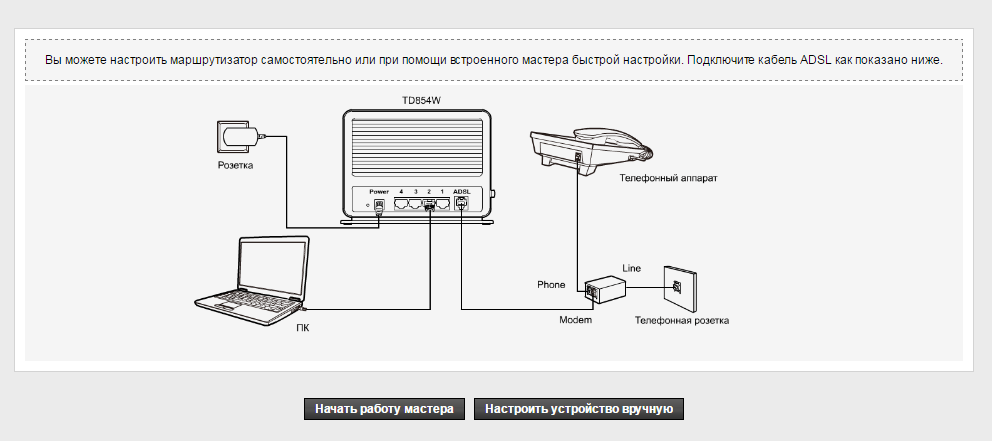 Вы можете настроить маршрутизатор самостоятельно или при помощи встроенного мастера быстрой настройки. Подключите кабель ADSL как показано ниже.
TD854W
Розетка
Телефонный аппарат
Power 4 3 2 1 ADSL
Line
Phone
Modem
Телефонная розетка
ПК
Начать работу мастера
Настроить устройство вручную